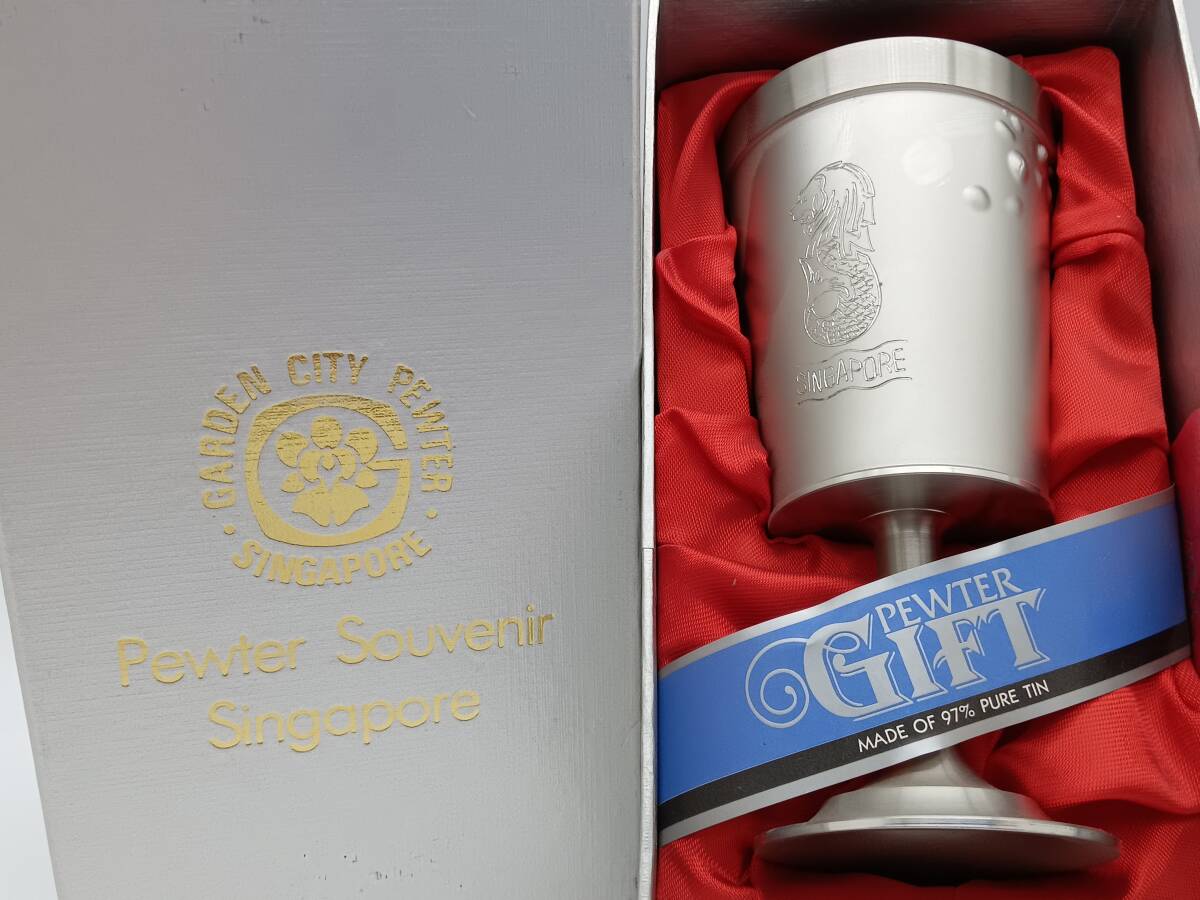 · GARDEN CITY PEWTER ·
SINGAPORE
Pewter Souvenir
Singapore
SINGAPORE
PEWTER
GIFT
MADE OF 97% PURE TIN